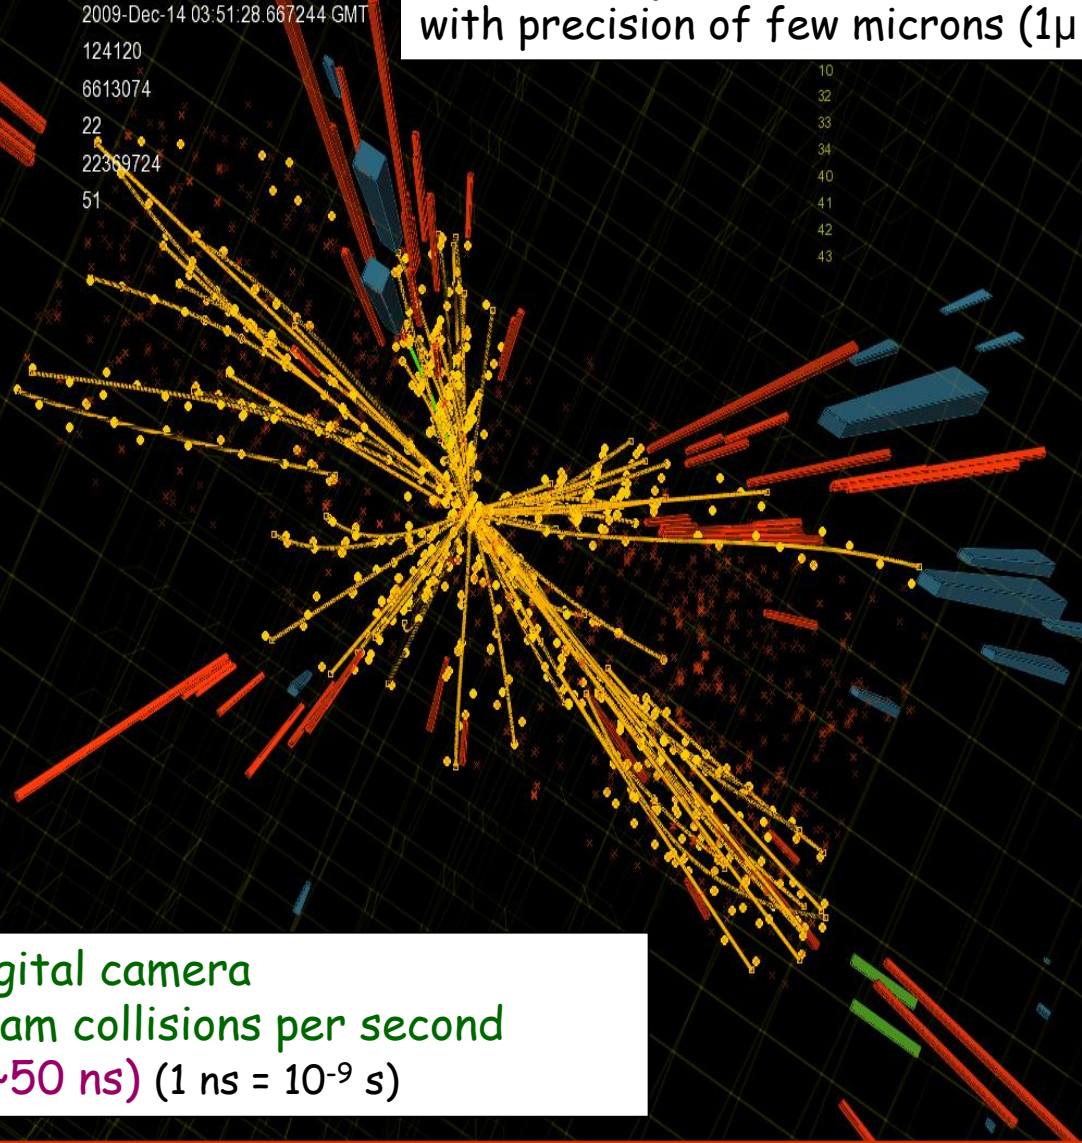 2009-Dec-14 03:51:28.667244 GMT
with precision of few microns (1µ
124120
6613074
22
22369724
51
10
32
33
34
40
41
42
43
gital camera
am collisions per second
~50 ns) (1 ns = 10⁻⁹ s)